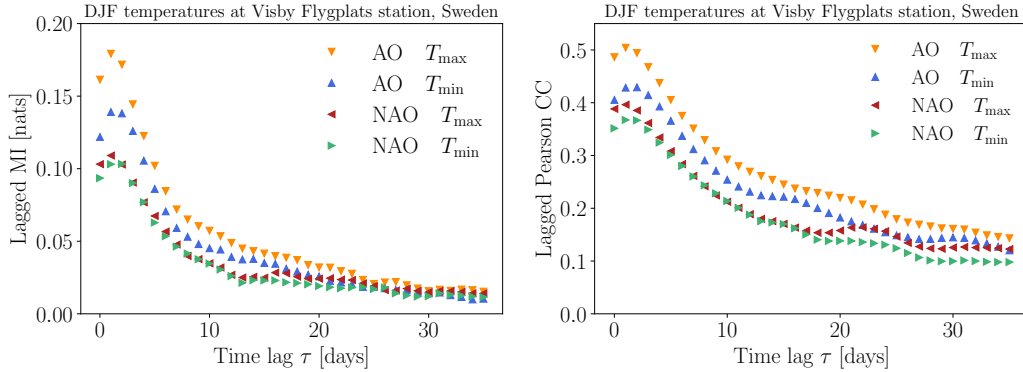 DJF temperatures at Visby Flygplats station, Sweden
Lagged MI [nats]
0.20
0.15
0.10
0.05
0.00
AO Tmax
AO Tmin
NAO Tmax
NAO Tmin
0 10 20 30
Time lag τ [days]
DJF temperatures at Visby Flygplats station, Sweden
Lagged Pearson CC
0.5
0.4
0.3
0.2
0.1
0.0
AO Tmax
AO Tmin
NAO Tmax
NAO Tmin
0 10 20 30
Time lag τ [days]